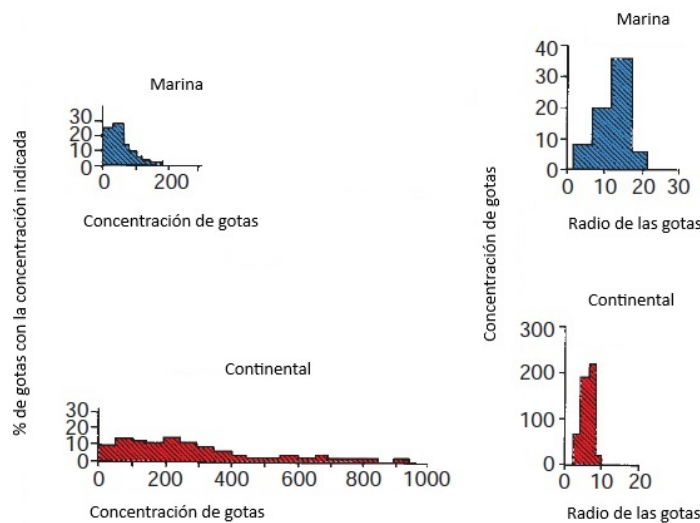 Marina
30
20
10
0
0 200
Concentración de gotas
% de gotas con la concentración indicada
Continental
30
20
10
0
0 200 400 600 800 1000
Concentración de gotas
Marina
40
30
20
10
0
0 10 20 30
Radio de las gotas
Concentración de gotas
Continental
300
200
100
0
0 10 20
Radio de las gotas